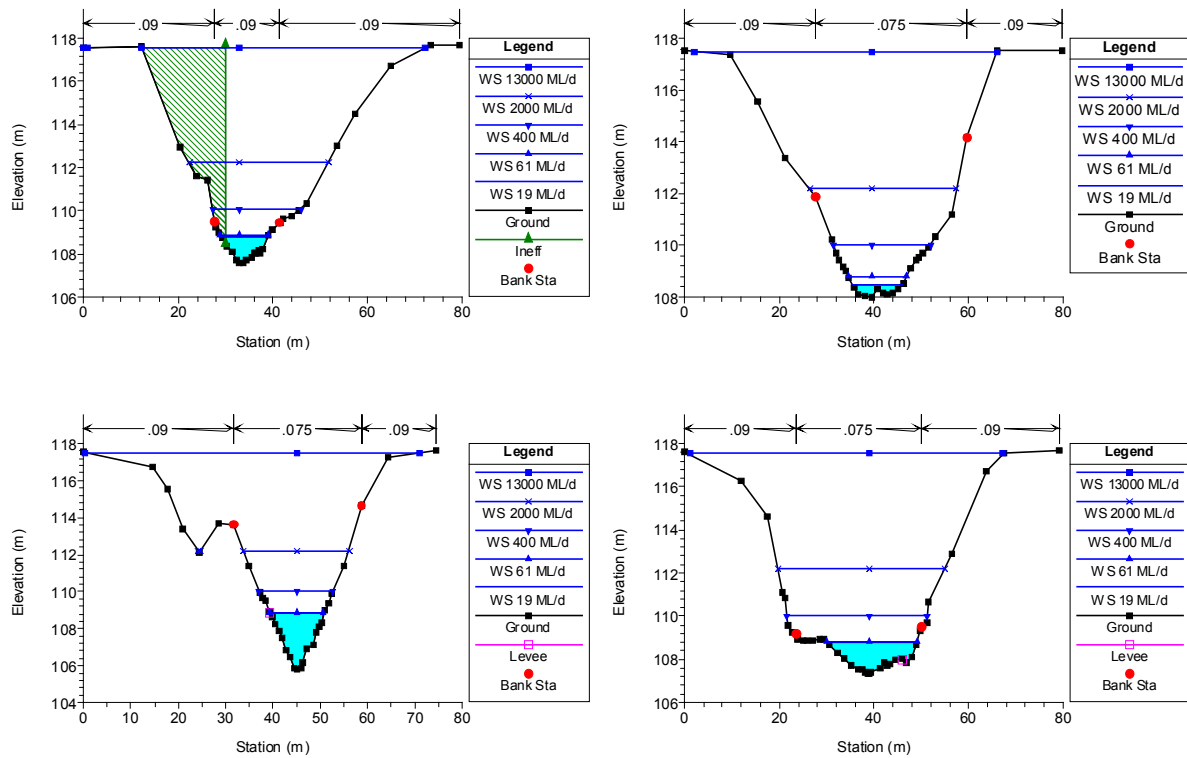 .09 .09 .09
118
116
114
112
110
108
106
0 10 20 30 40 50 60 70 80
Station (m)
Elevation (m)
Legend
WS 13000 ML/d
WS 2000 ML/d
WS 400 ML/d
WS 61 ML/d
WS 19 ML/d
Ground
Ineff
Bank Sta
.09 .075 .09
118
116
114
112
110
108
0 20 40 60 80
Station (m)
Elevation (m)
Legend
WS 13000 ML/d
WS 2000 ML/d
WS 400 ML/d
WS 61 ML/d
WS 19 ML/d
Ground
Bank Sta
.09 .075 .09
118
116
114
112
110
108
106
104
0 10 20 30 40 50 60 70 80
Station (m)
Elevation (m)
Legend
WS 13000 ML/d
WS 2000 ML/d
WS 400 ML/d
WS 61 ML/d
WS 19 ML/d
Ground
Levee
Bank Sta
.09 .075 .09
118
116
114
112
110
108
106
0 20 40 60 80
Station (m)
Elevation (m)
Legend
WS 13000 ML/d
WS 2000 ML/d
WS 400 ML/d
WS 61 ML/d
WS 19 ML/d
Ground
Levee
Bank Sta